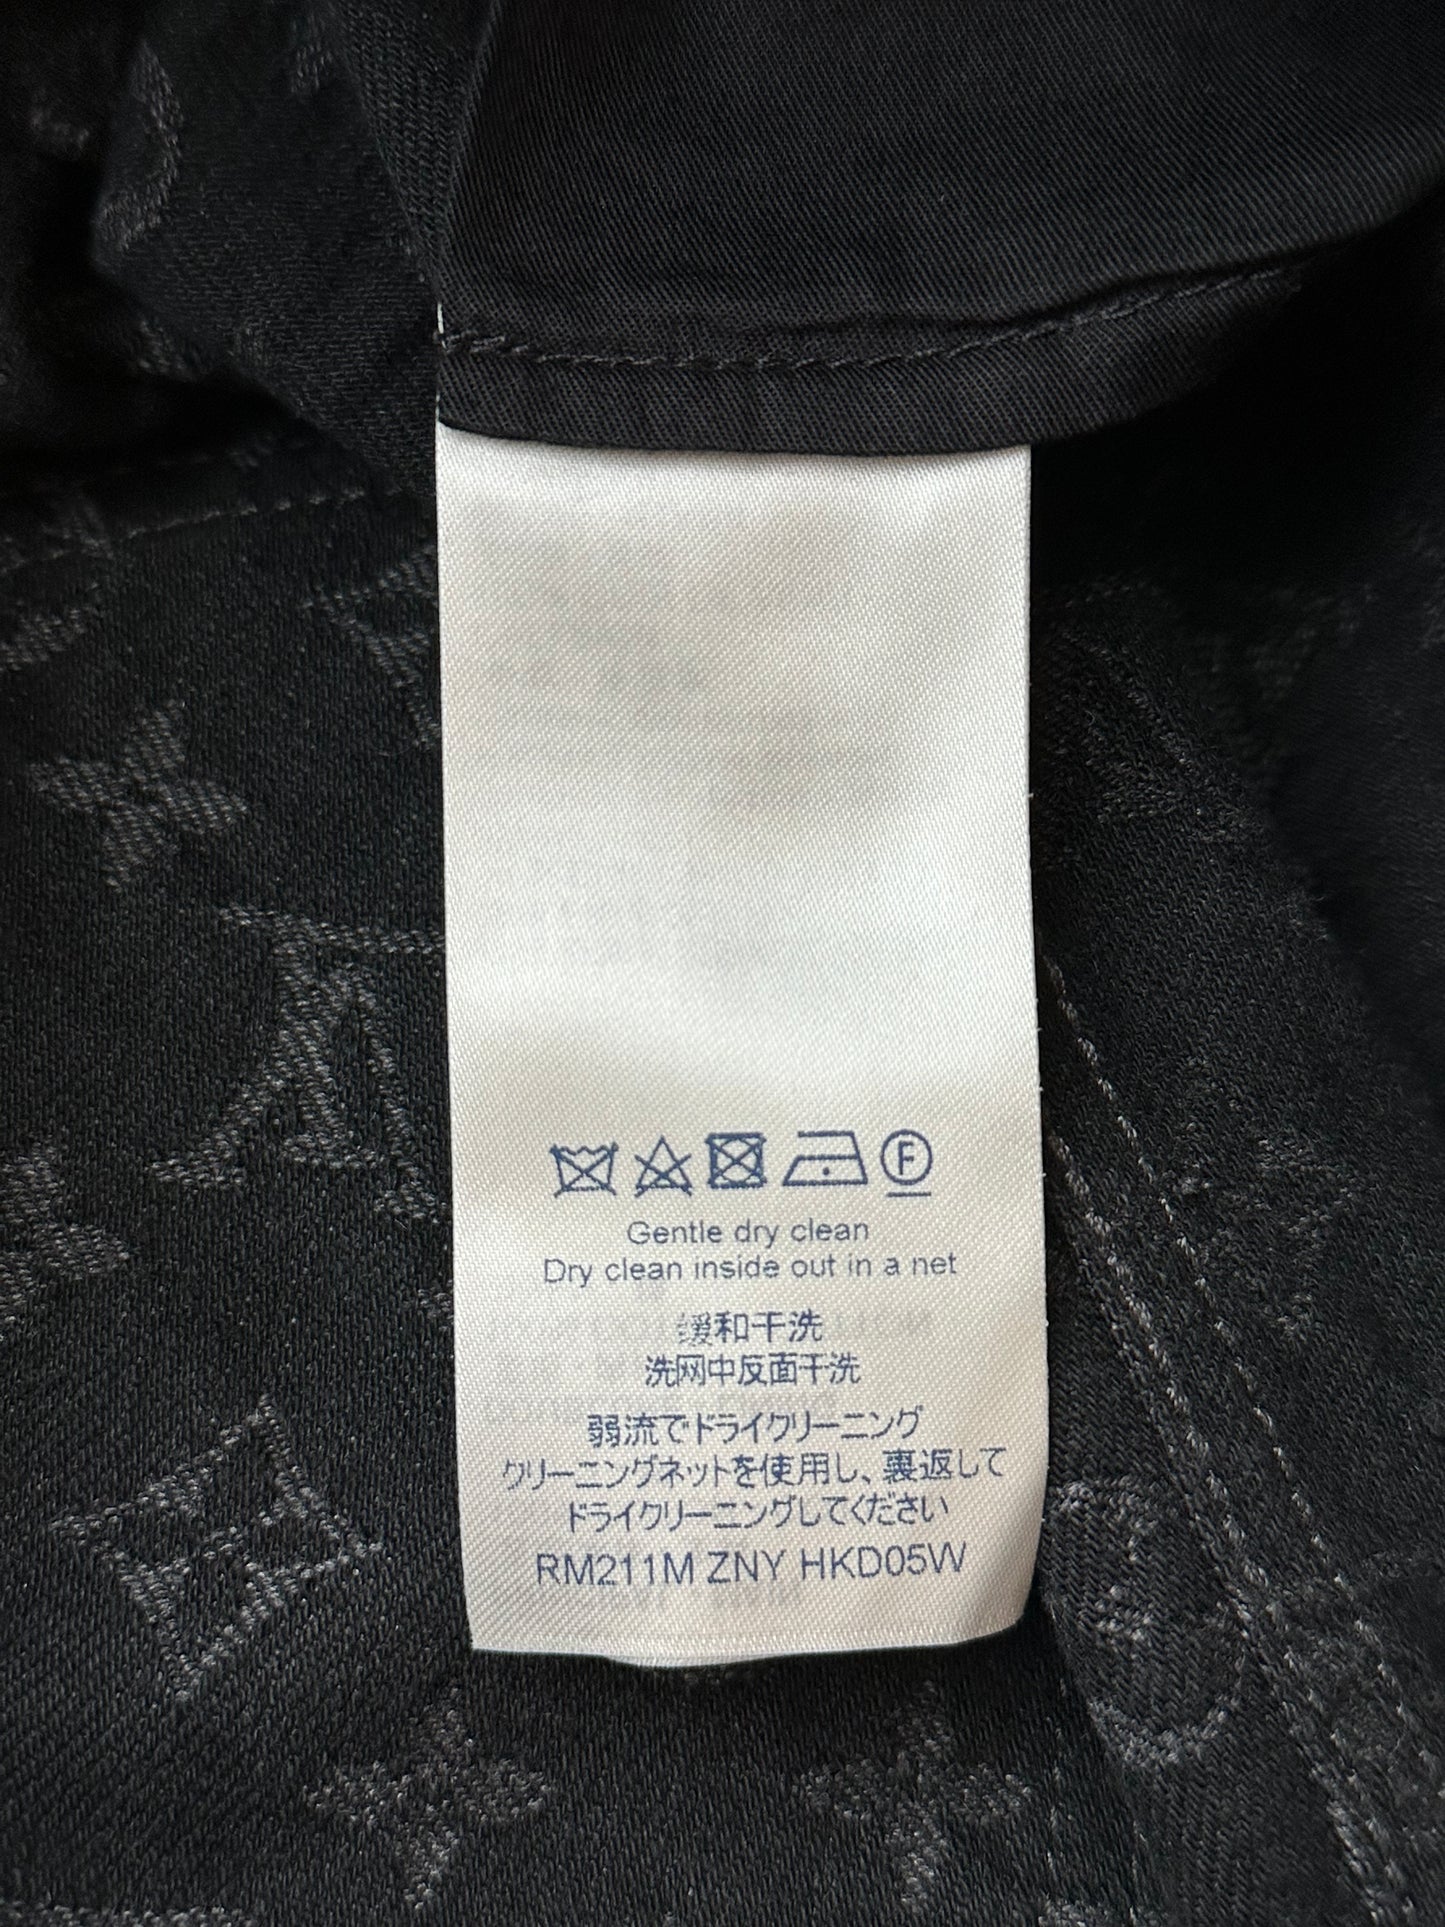 F
Gentle dry clean
Dry clean inside out in a net
缓和干洗
洗网中反面干洗
弱流でドライクリーニング
クリーニングネットを使用し、裏返して
ドライクリーニングしてください
RM211M ZNY HKD05W